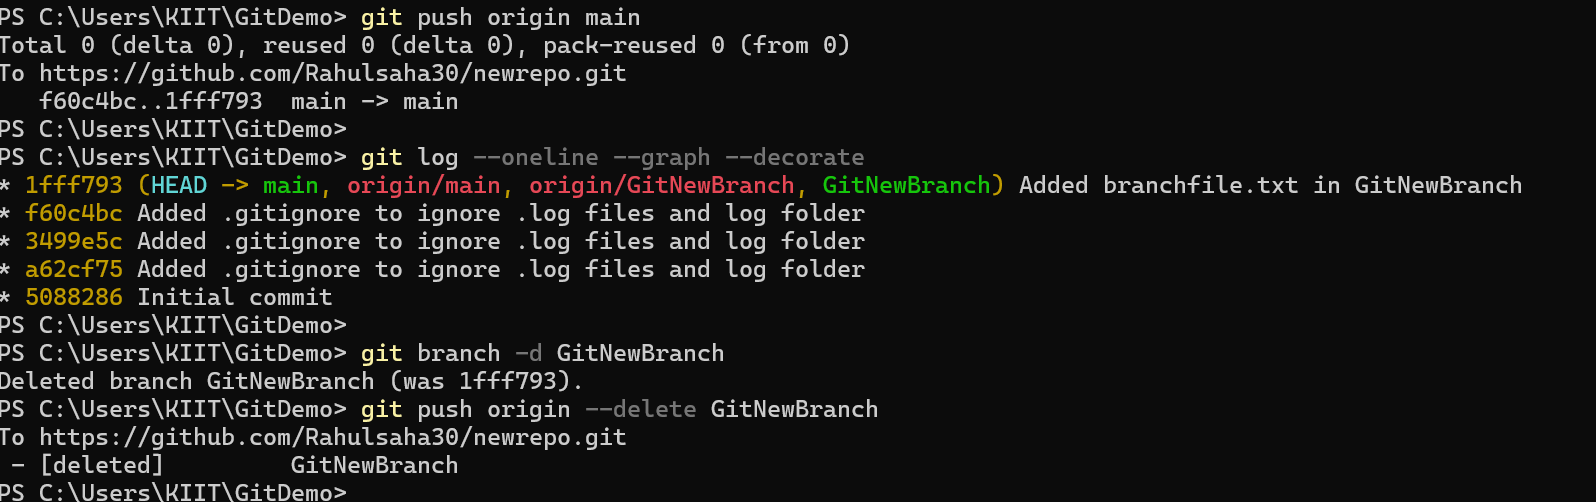 PS C:\Users\KIIT\GitDemo> git push origin main
Total 0 (delta 0), reused 0 (delta 0), pack-reused 0 (from 0)
To https://github.com/Rahulsaha30/newrepo.git
   f60c4bc..1fff793  main -> main
PS C:\Users\KIIT\GitDemo>
PS C:\Users\KIIT\GitDemo> git log --oneline --graph --decorate
* 1fff793 (HEAD -> main, origin/main, origin/GitNewBranch, GitNewBranch) Added branchfile.txt in GitNewBranch
* f60c4bc Added .gitignore to ignore .log files and log folder
* 3499e5c Added .gitignore to ignore .log files and log folder
* a62cf75 Added .gitignore to ignore .log files and log folder
* 5088286 Initial commit
PS C:\Users\KIIT\GitDemo>
PS C:\Users\KIIT\GitDemo> git branch -d GitNewBranch
Deleted branch GitNewBranch (was 1fff793).
PS C:\Users\KIIT\GitDemo> git push origin --delete GitNewBranch
To https://github.com/Rahulsaha30/newrepo.git
 - [deleted]         GitNewBranch
PS C:\Users\KIIT\GitDemo>